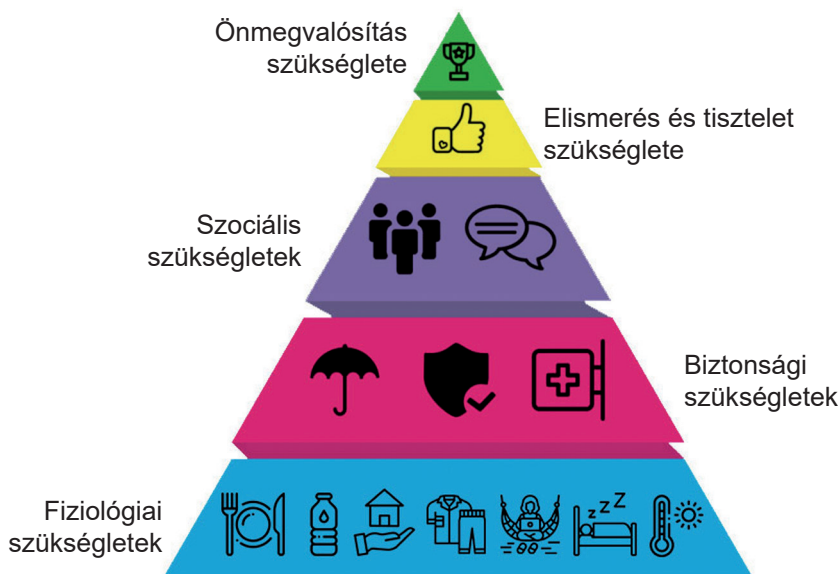 Önmegvalósítás
szükséglete
Elismerés és tisztelet
szükséglete
Szociális
szükségletek
Biztonsági
szükségletek
Fiziológiai
szükségletek